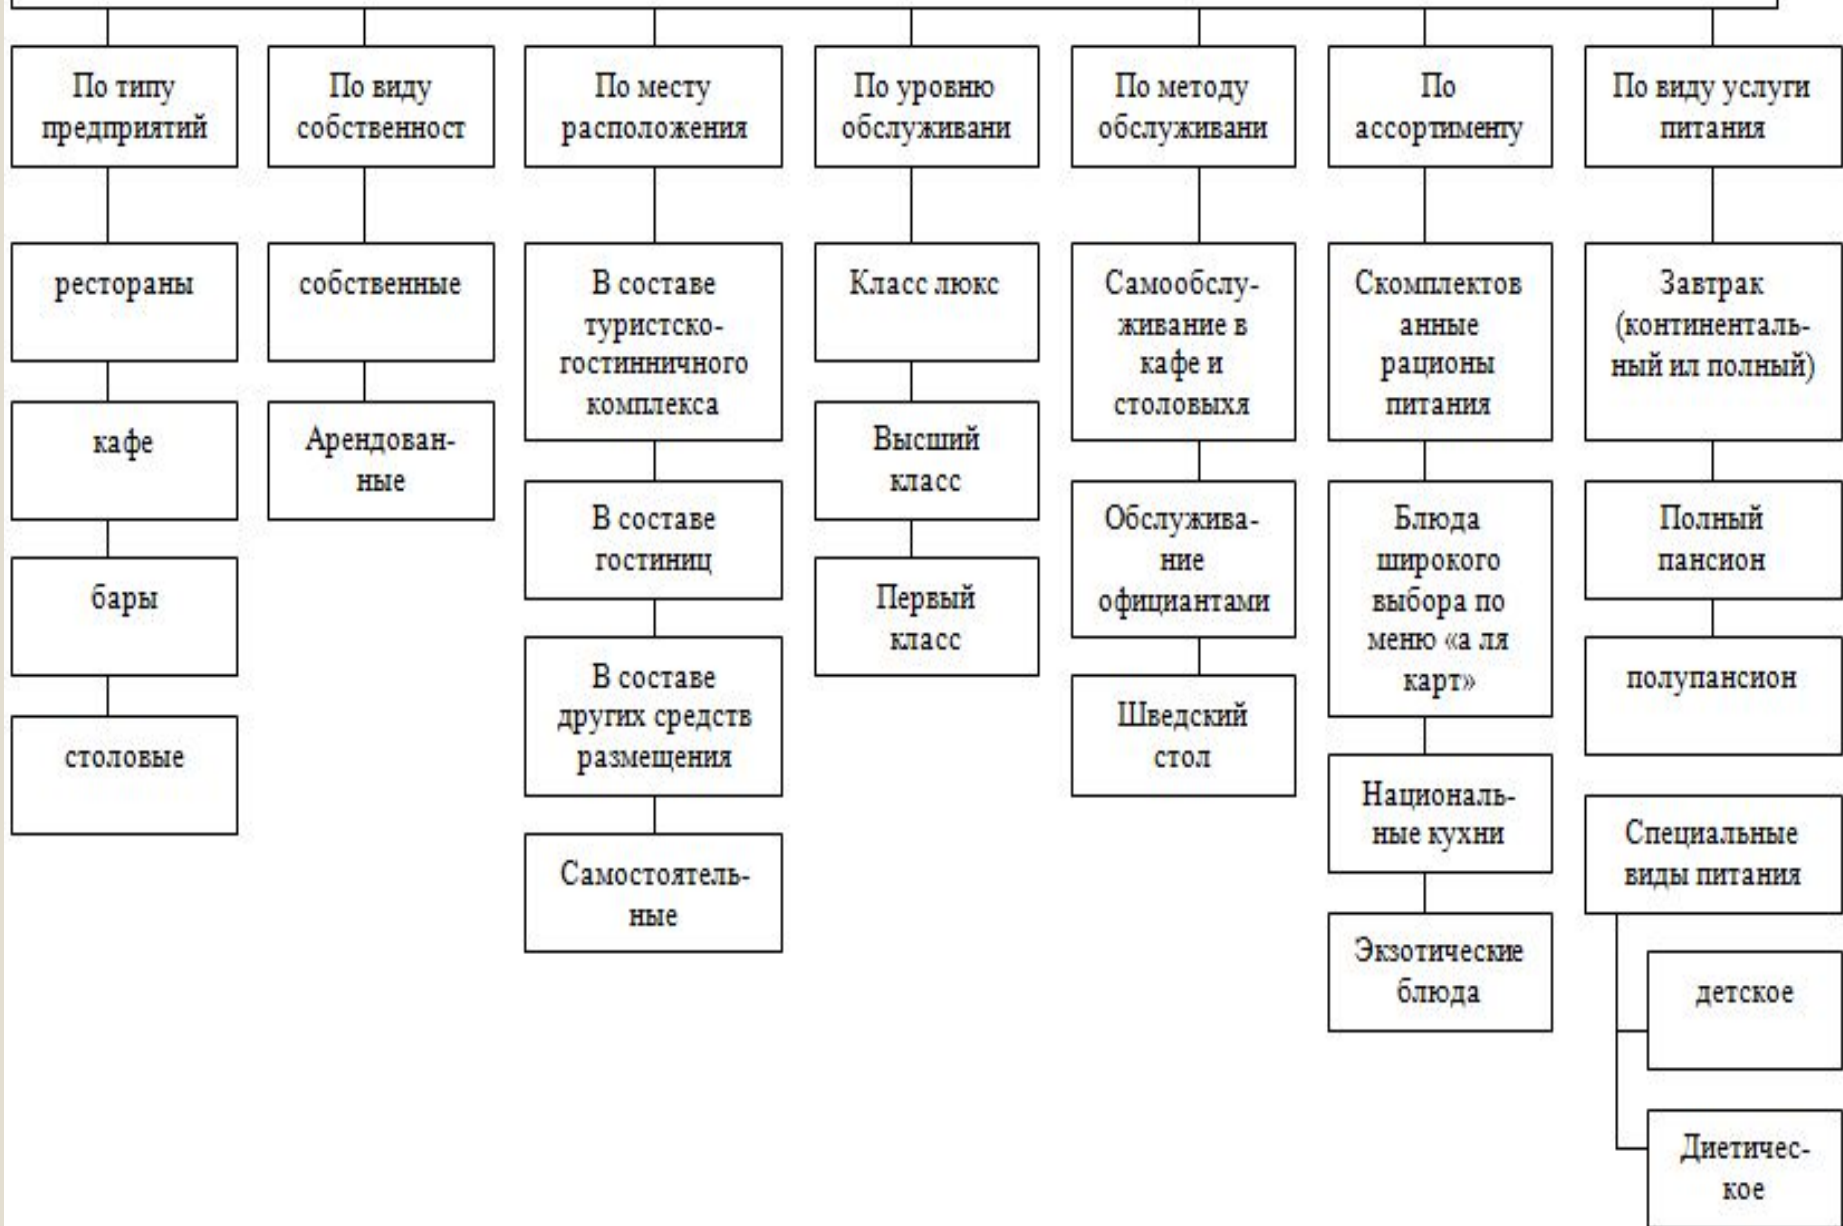 По типу
предприятий
По виду
собственност
По месту
расположения
По уровню
обслуживани
По методу
обслуживани
По
ассортименту
По виду услуги
питания
рестораны
кафе
бары
столовые
собственные
Арендован-
ные
В составе
туристско-
гостинничного
комплекса
В составе
гостиниц
В составе
других средств
размещения
Самостоятель-
ные
Класс люкс
Высший
класс
Первый
класс
Самообслу-
живание в
кафе и
столовыхя
Обслужива-
ние
официантами
Шведский
стол
Скомплектов
анные
рационы
питания
Блюда
широкого
выбора по
меню «а ля
карт»
Националь-
ные кухни
Экзотические
блюда
Завтрак
(континенталь-
ный ил полный)
Полный
пансион
полупансион
Специальные
виды питания
детское
Диетичес-
кое